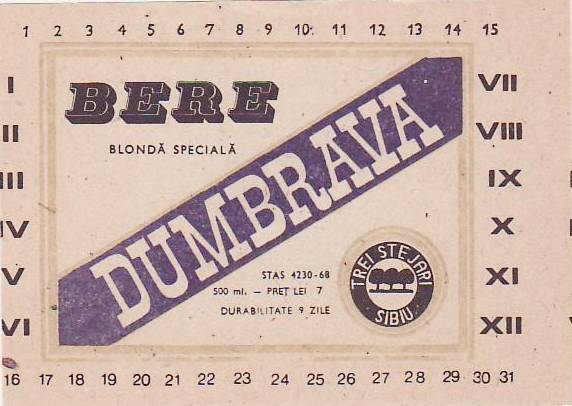 1 2 3 4 5 6 7 8 9 10· 11 12 13 14 15
I
II
III
IV
V
VI
BERE
BLONDĂ SPECIALĂ
DUMBRAVA
STAS 4230-68
500 ml. — PREȚ LEI 7
DURABILITATE 9 ZILE
TREI STEJARI
SIBIU
VII
VIII
IX
X
XI
XII
16 17 18 19 20 21 22 23 24 25 26 27 28 29 30 31